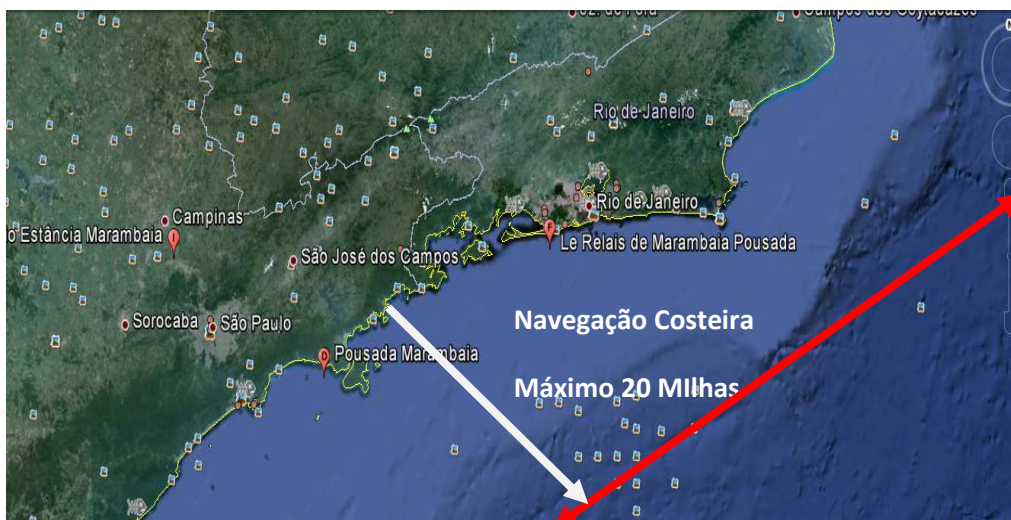 Rio de Janeiro
Campinas
Estância Marambaia
Rio de Janeiro
Le Relais de Marambaia Pousada
São José dos Campos
Navegação Costeira
Sorocaba
São Paulo
Pousada Marambaia
Máximo 20 MIlhas